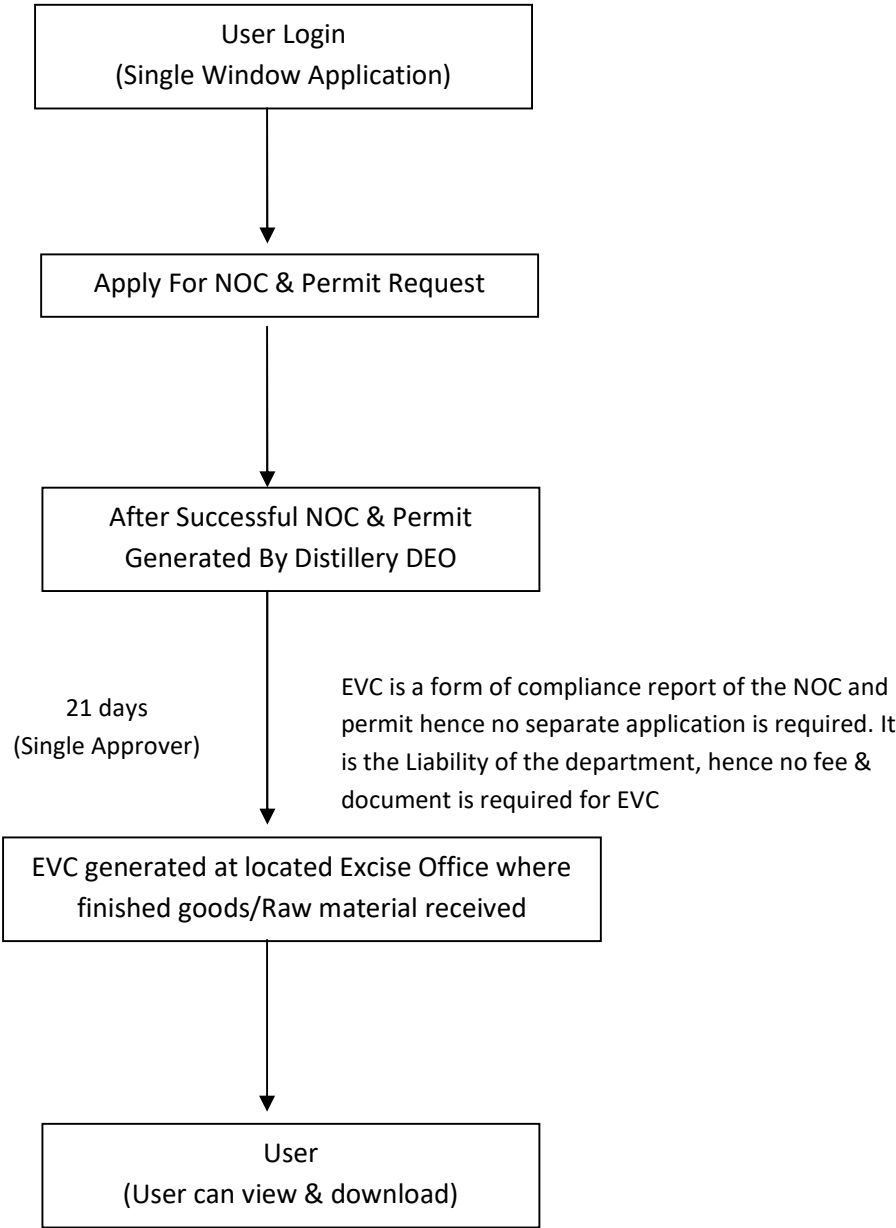 User Login
(Single Window Application)
Apply For NOC & Permit Request
After Successful NOC & Permit
Generated By Distillery DEO
21 days
(Single Approver)
EVC is a form of compliance report of the NOC and
permit hence no separate application is required. It
is the Liability of the department, hence no fee &
document is required for EVC
EVC generated at located Excise Office where
finished goods/Raw material received
User
(User can view & download)